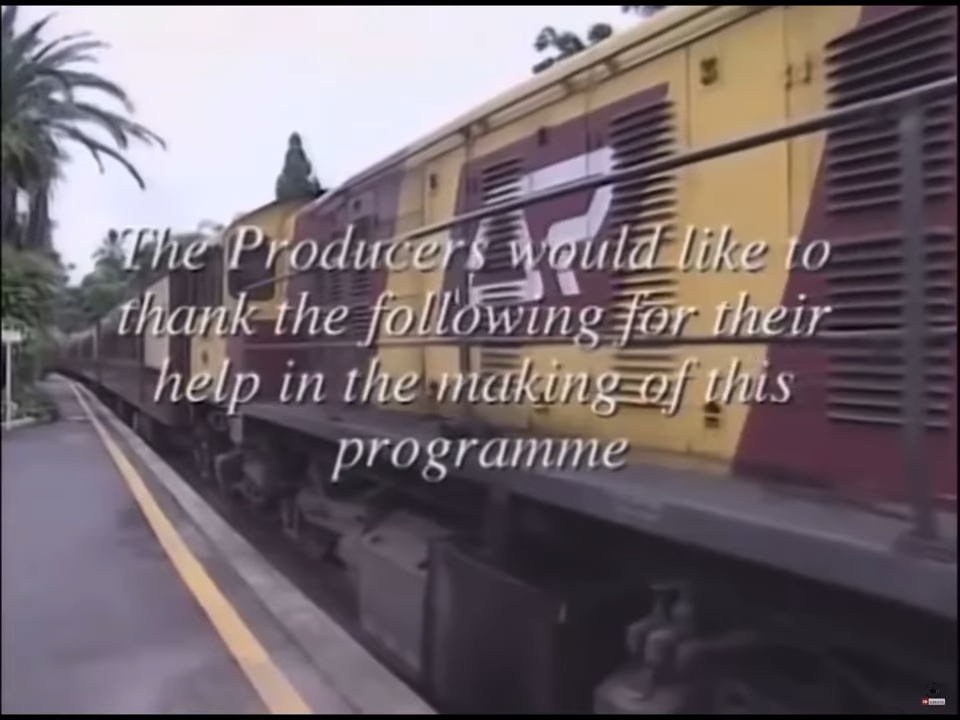 The Producers would like to
thank the following for their
help in the making of this
programme